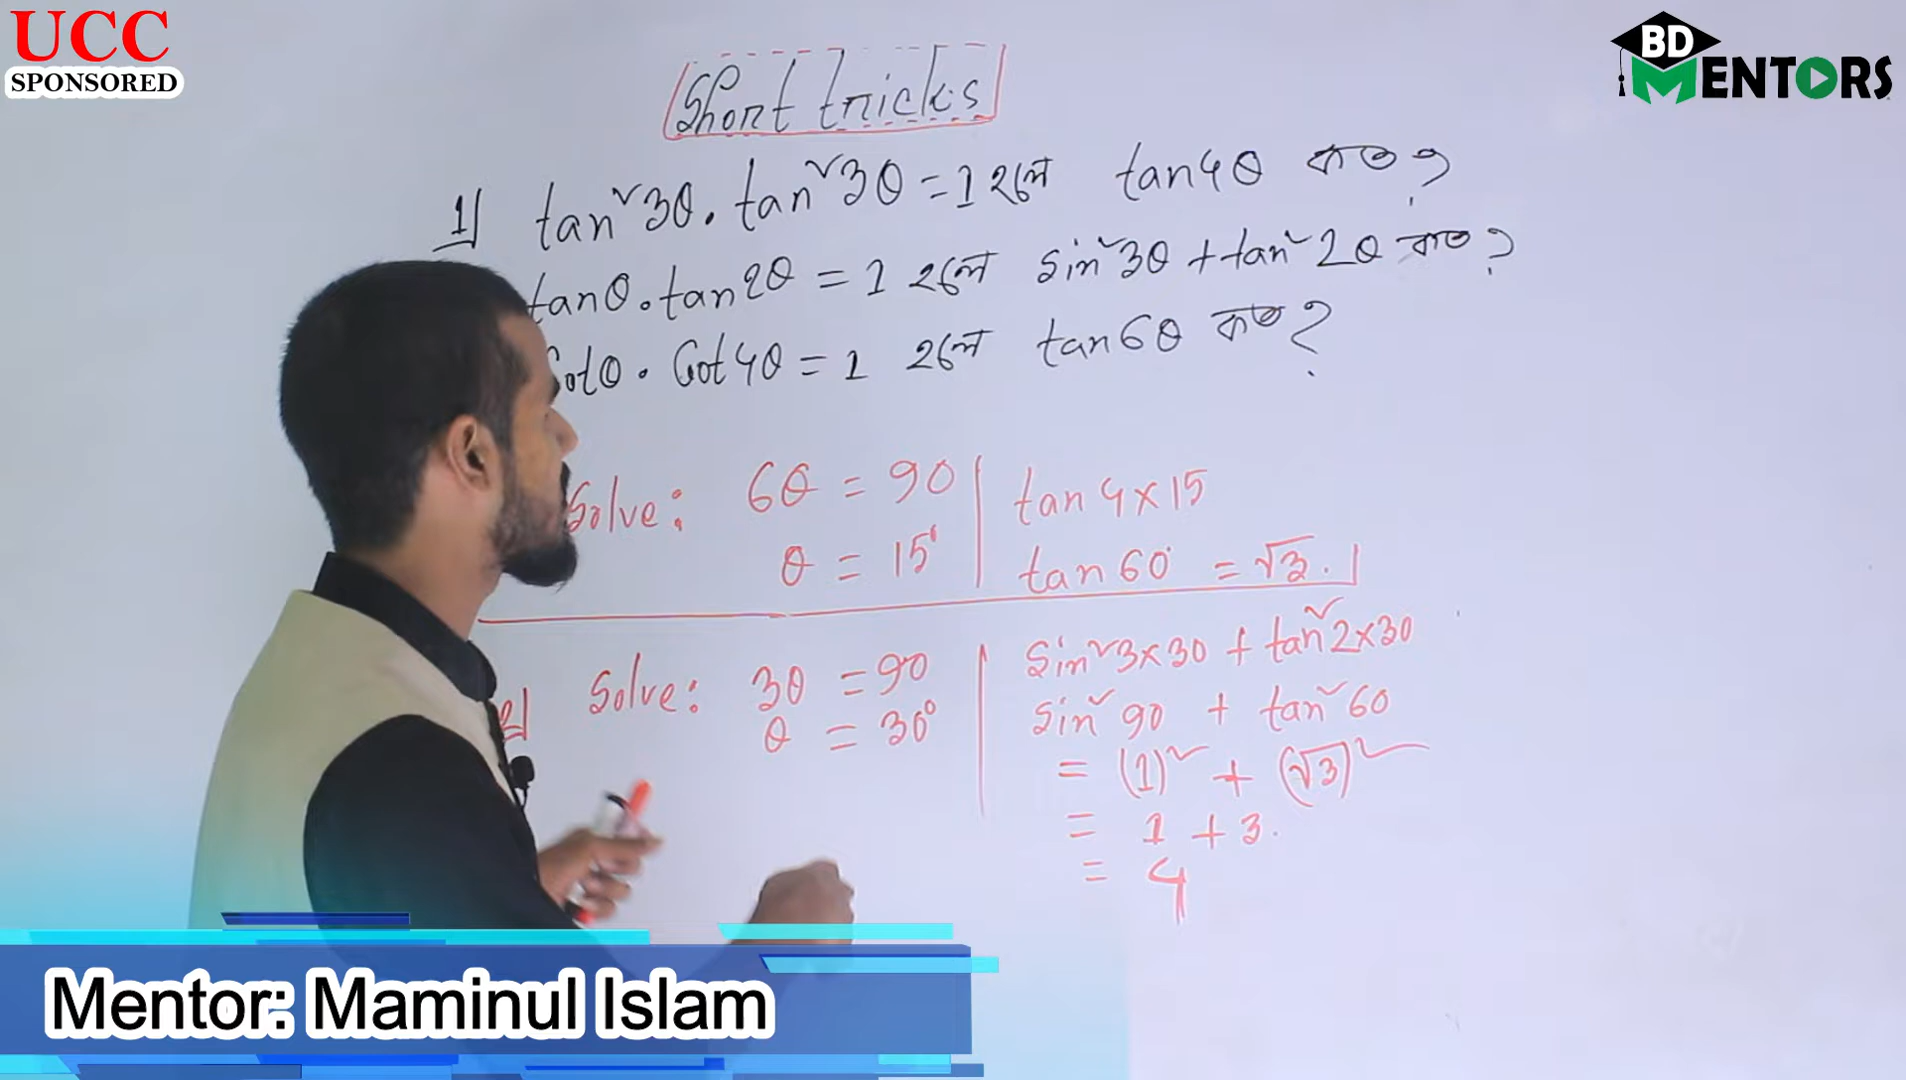 UCC
SPONSORED
BD
MENTORS
Short tricks
1) tan²3θ. tan²3θ = 1 হলে tan4θ কত?
tanθ. tan2θ = 1 হলে sin²3θ + tan²2θ কত?
cotθ. Cot4θ = 1 হলে tan6θ কত?
Solve: 6θ = 90
θ = 15°
tan 4×15
tan 60° = √3.
2) Solve: 3θ = 90
θ = 30°
Sin²3×30 + tan²2×30
Sin²90 + tan²60
= (1)² + (√3)²
= 1 + 3.
= 4
Mentor: Maminul Islam